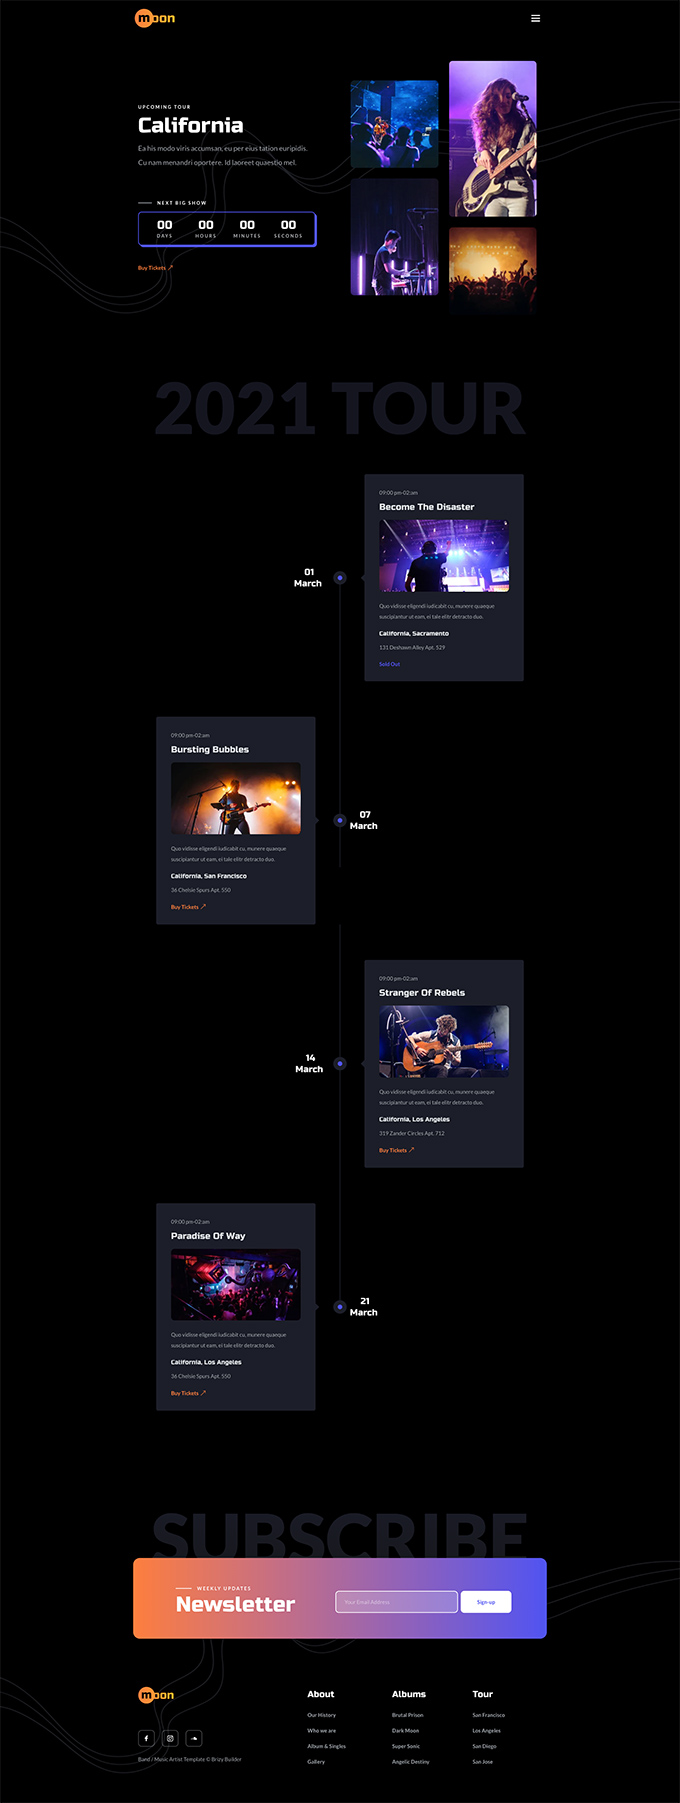 moon
UPCOMING TOUR
California
Ea his modo viris accumsan, eu per eius tation euripidis.
Cu nam menandri oportere. Id laoreet quaestio mel.
NEXT BIG SHOW
00 00 00 00
DAYS HOURS MINUTES SECONDS
Buy Tickets
2021 TOUR
09:00 pm-02:am
Become The Disaster
01
March
Quo vidisse eligendi iudicabit cu, munere quaeque
suscipiantur ut eam, ei tale elitr detracto duo.
California, Sacramento
131 Deshawn Alley Apt. 529
Sold Out
09:00 pm-02:am
Bursting Bubbles
07
March
Quo vidisse eligendi iudicabit cu, munere quaeque
suscipiantur ut eam, ei tale elitr detracto duo.
California, San Francisco
36 Chelsie Spurs Apt. 550
Buy Tickets
09:00 pm-02:am
Stranger Of Rebels
14
March
Quo vidisse eligendi iudicabit cu, munere quaeque
suscipiantur ut eam, ei tale elitr detracto duo.
California, Los Angeles
319 Zander Circles Apt. 712
Buy Tickets
09:00 pm-02:am
Paradise Of Way
21
March
Quo vidisse eligendi iudicabit cu, munere quaeque
suscipiantur ut eam, ei tale elitr detracto duo.
California, Los Angeles
36 Chelsie Spurs Apt. 550
Buy Tickets
SUBSCRIBE
WEEKLY UPDATES
Newsletter
Your Email Address
Sign-up
moon
Band / Music Artist Template © Brizy Builder
About
Our History
Who we are
Album & Singles
Gallery
Albums
Brutal Prison
Dark Moon
Super Sonic
Angelic Destiny
Tour
San Francisco
Los Angeles
San Diego
San Jose